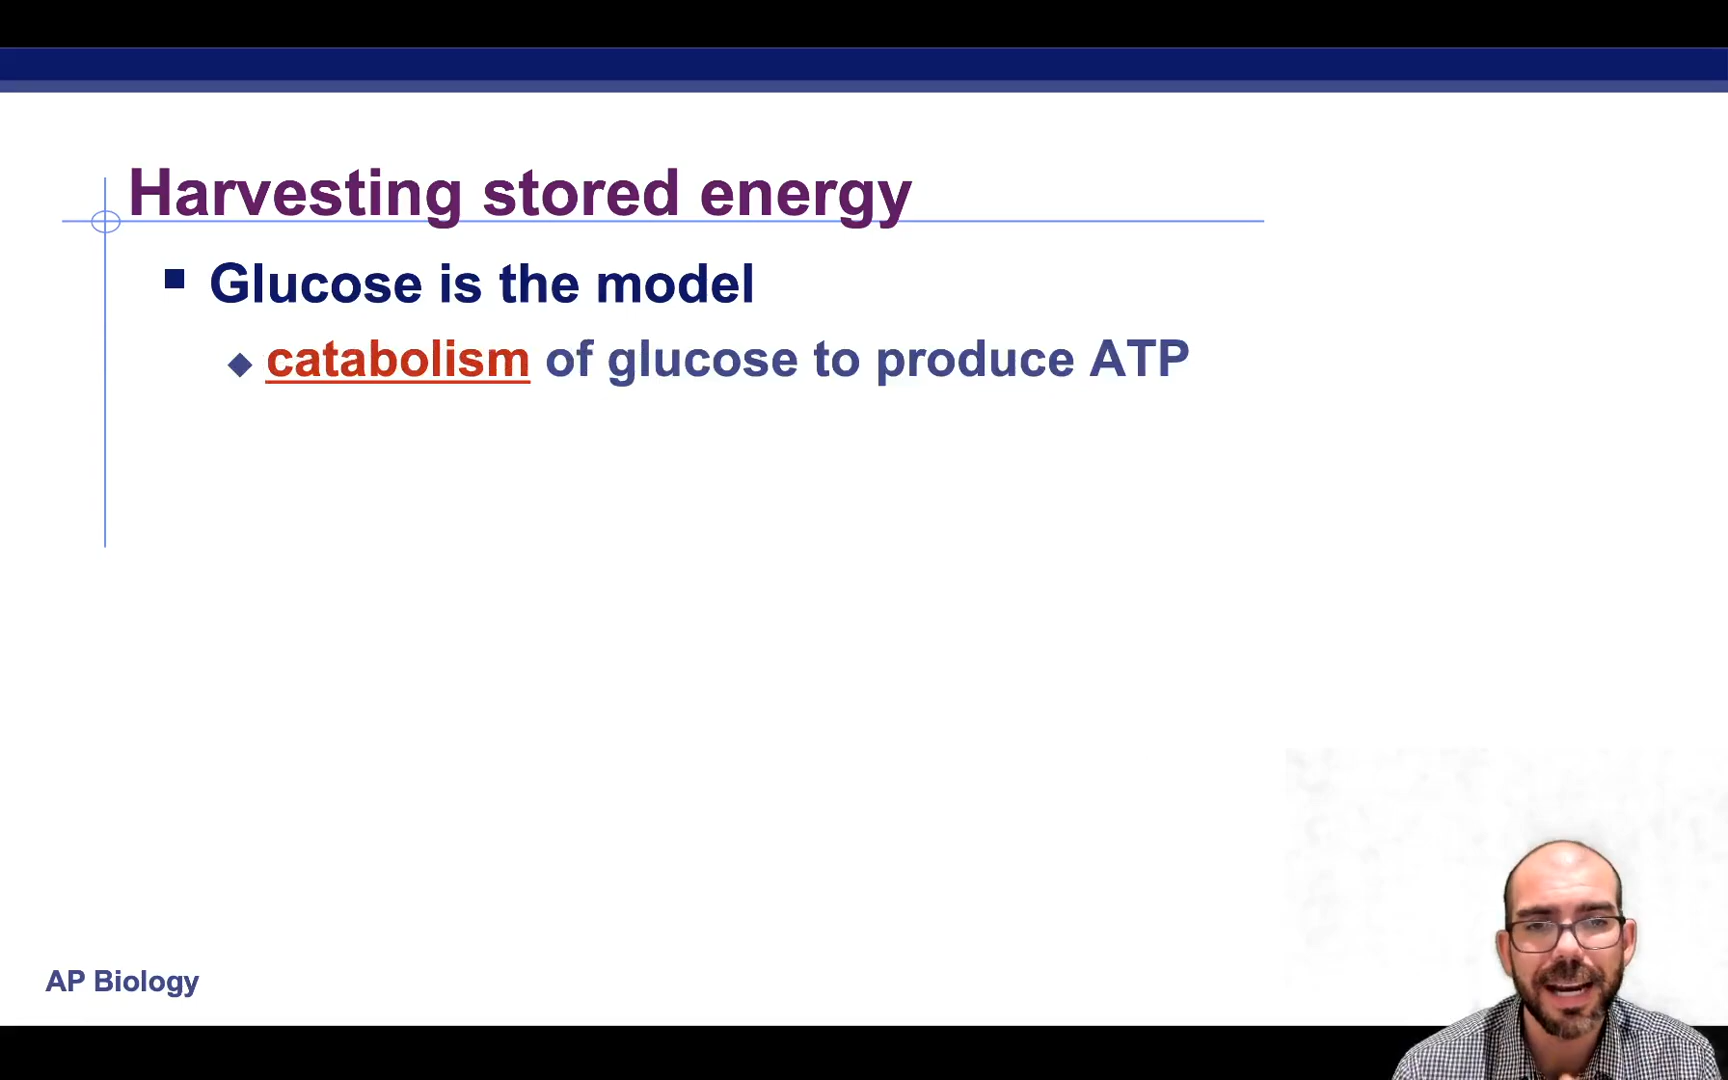 Harvesting stored energy
Glucose is the model
catabolism of glucose to produce ATP
AP Biology